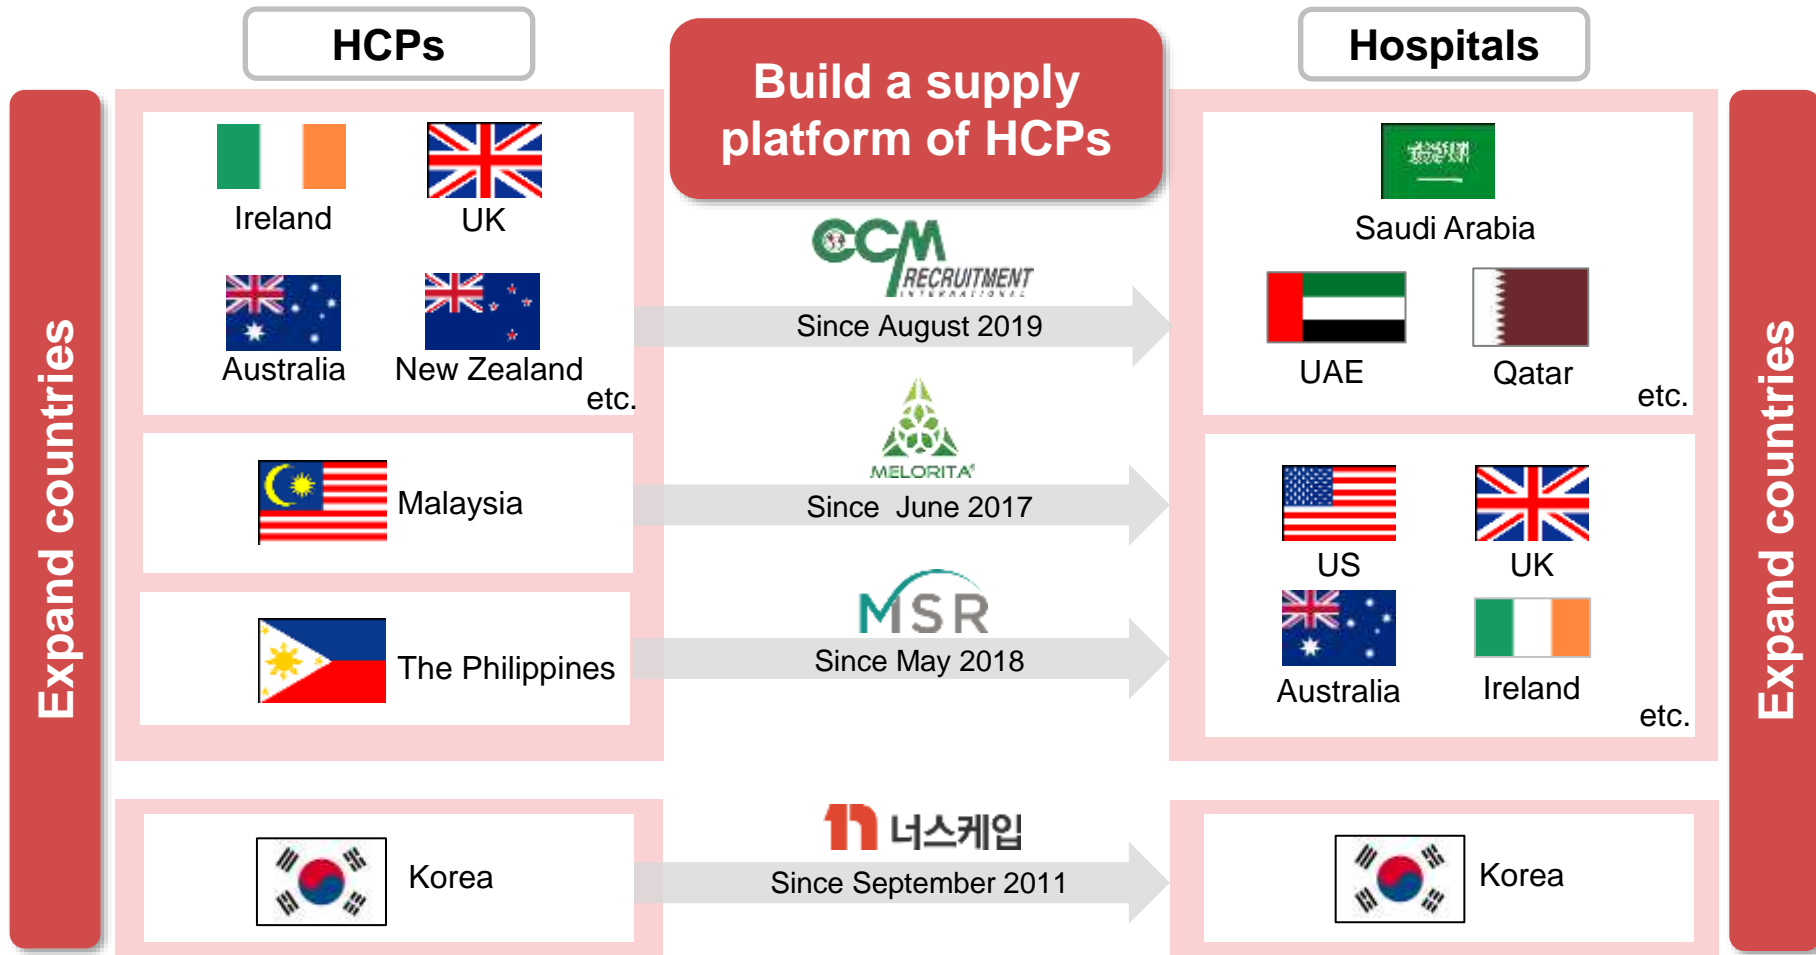 HCPs
Build a supply
platform of HCPs
Hospitals
Expand countries
Ireland
UK
Australia
New Zealand
etc.
CCM
RECRUITMENT
INTERNATIONAL
Since August 2019
Saudi Arabia
UAE
Qatar
etc.
Malaysia
MELORITA
Since June 2017
The Philippines
MSR
Since May 2018
US
UK
Australia
Ireland
etc.
Korea
너스케입
Since September 2011
Korea
Expand countries